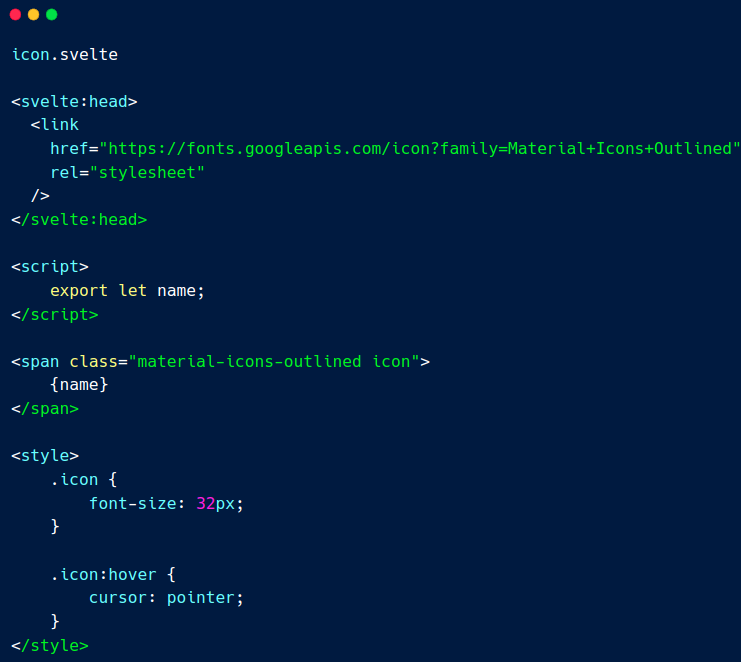 icon.svelte

<svelte:head>
  <link
    href="https://fonts.googleapis.com/icon?family=Material+Icons+Outlined"
    rel="stylesheet"
  />
</svelte:head>

<script>
    export let name;
</script>

<span class="material-icons-outlined icon">
    {name}
</span>

<style>
    .icon {
        font-size: 32px;
    }

    .icon:hover {
        cursor: pointer;
    }
</style>